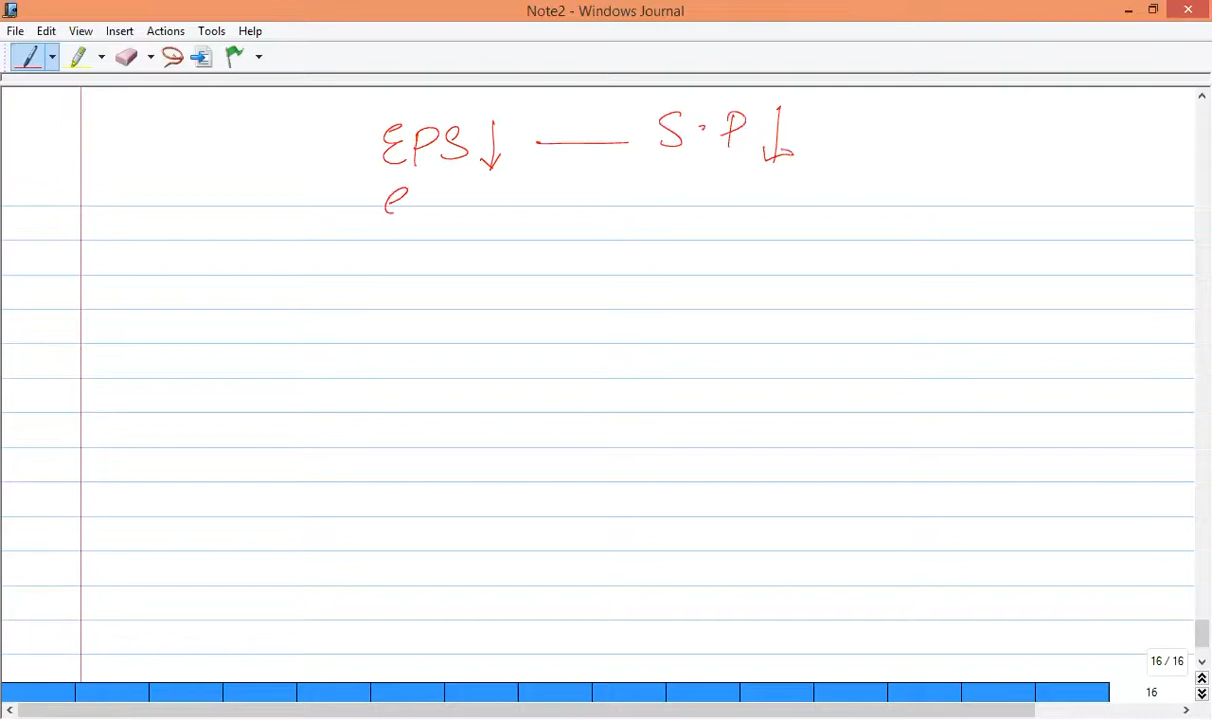 Note2 - Windows Journal
File Edit View Insert Actions Tools Help
EPS↓ — S.P↓
e
16 / 16
16